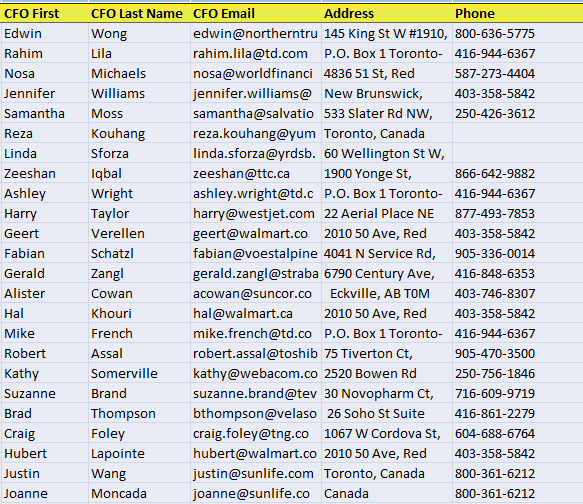 CFO First CFO Last Name CFO Email Address Phone
Edwin Wong edwin@northerntru 145 King St W #1910, 800-636-5775
Rahim Lila rahim.lila@td.com P.O. Box 1 Toronto- 416-944-6367
Nosa Michaels nosa@worldfinanci 4836 51 St, Red 587-273-4404
Jennifer Williams jennifer.williams@ New Brunswick, 403-358-5842
Samantha Moss samantha@salvatio 533 Slater Rd NW, 250-426-3612
Reza Kouhang reza.kouhang@yum Toronto, Canada
Linda Sforza linda.sforza@yrdsb. 60 Wellington St W,
Zeeshan Iqbal zeeshan@ttc.ca 1900 Yonge St, 866-642-9882
Ashley Wright ashley.wright@td.c P.O. Box 1 Toronto- 416-944-6367
Harry Taylor harry@westjet.com 22 Aerial Place NE 877-493-7853
Geert Verellen geert@walmart.co 2010 50 Ave, Red 403-358-5842
Fabian Schatzl fabian@voestalpine 4041 N Service Rd, 905-336-0014
Gerald Zangl gerald.zangl@straba 6790 Century Ave, 416-848-6353
Alister Cowan acowan@suncor.co Eckville, AB T0M 403-746-8307
Hal Khouri hal@walmart.ca 2010 50 Ave, Red 403-358-5842
Mike French mike.french@td.co P.O. Box 1 Toronto- 416-944-6367
Robert Assal robert.assal@toshib 75 Tiverton Ct, 905-470-3500
Kathy Somerville kathy@webacom.co 2520 Bowen Rd 250-756-1846
Suzanne Brand suzanne.brand@tev 30 Novopharm Ct, 716-609-9719
Brad Thompson bthompson@velaso 26 Soho St Suite 416-861-2279
Craig Foley craig.foley@tng.co 1067 W Cordova St, 604-688-6764
Hubert Lapointe hubert@walmart.co 2010 50 Ave, Red 403-358-5842
Justin Wang justin@sunlife.com Toronto, Canada 800-361-6212
Joanne Moncada joanne@sunlife.co Canada 800-361-6212